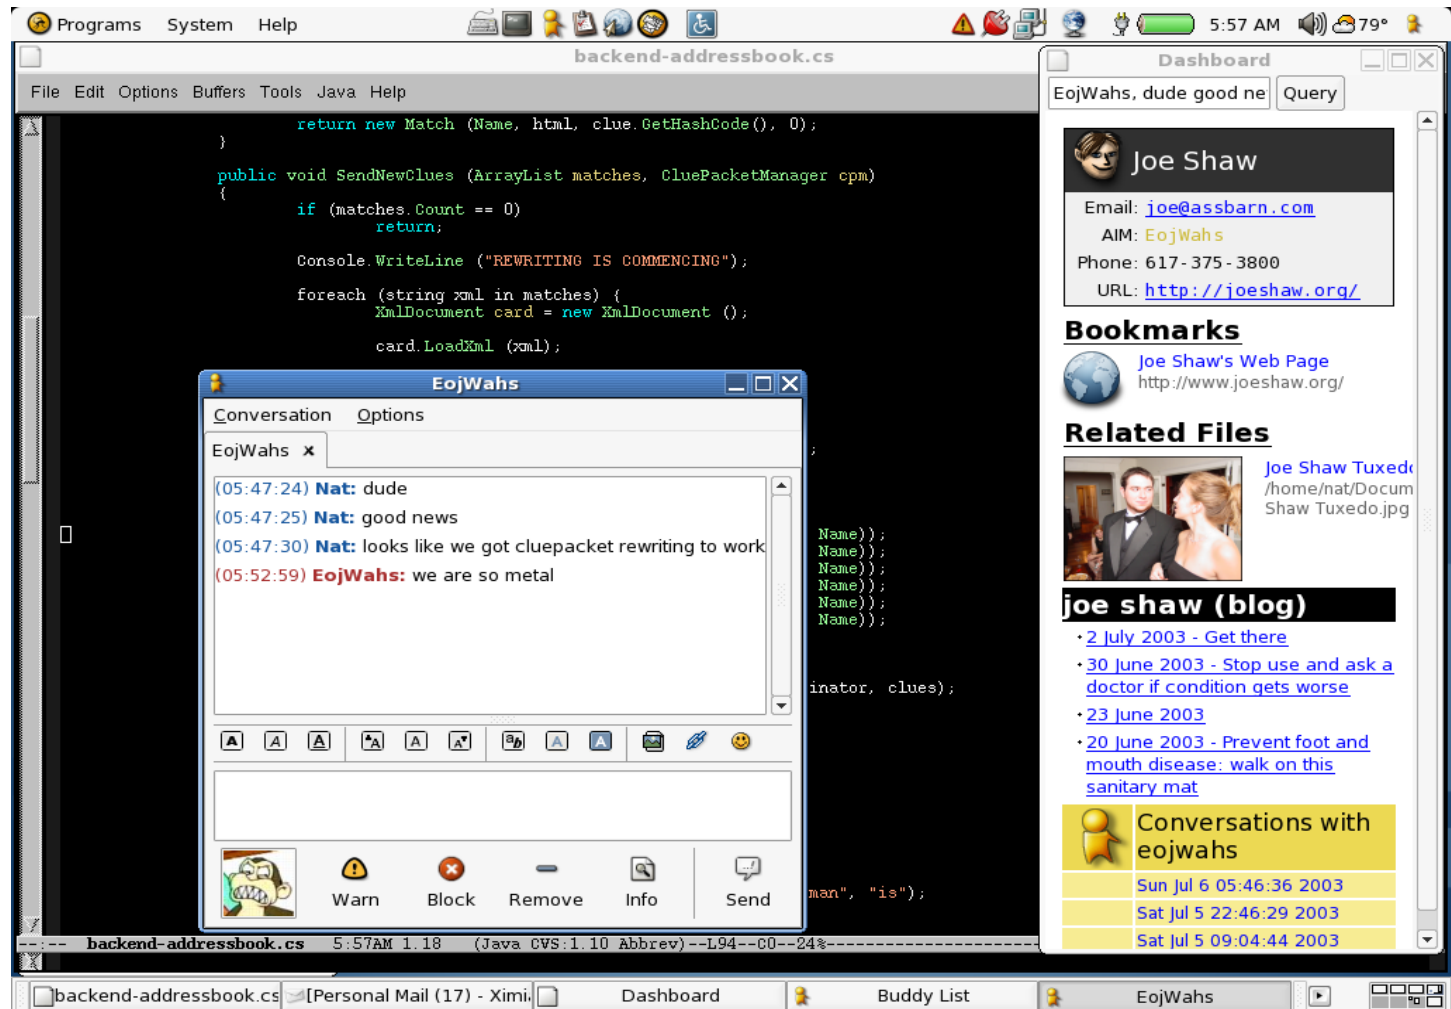 Programs System Help
5:57 AM 79°
backend-addressbook.cs
File Edit Options Buffers Tools Java Help
return new Match (Name, html, clue.GetHashCode(), 0);
}
public void SendNewClues (ArrayList matches, CluePacketManager cpm)
{
if (matches.Count == 0)
return;
Console.WriteLine ("REWRITING IS COMMENCING");
foreach (string xml in matches) {
XmlDocument card = new XmlDocument ();
card.LoadXml (xml);
;
Name));
Name));
Name));
Name));
Name));
Name));
inator, clues);
man", "is");
--:-- backend-addressbook.cs 5:57AM 1.18 (Java CVS:1.10 Abbrev)--L94--C0--24%--------------------
EojWahs
Conversation Options
EojWahs x
(05:47:24) Nat: dude
(05:47:25) Nat: good news
(05:47:30) Nat: looks like we got cluepacket rewriting to work
(05:52:59) EojWahs: we are so metal
Warn Block Remove Info Send
Dashboard
EojWahs, dude good ne Query
Joe Shaw
Email: joe@assbarn.com
AIM: EojWahs
Phone: 617-375-3800
URL: http://joeshaw.org/
Bookmarks
Joe Shaw's Web Page
http://www.joeshaw.org/
Related Files
Joe Shaw Tuxedo
/home/nat/Docum
Shaw Tuxedo.jpg
joe shaw (blog)
2 July 2003 - Get there
30 June 2003 - Stop use and ask a
doctor if condition gets worse
23 June 2003
20 June 2003 - Prevent foot and
mouth disease: walk on this
sanitary mat
Conversations with
eojwahs
Sun Jul 6 05:46:36 2003
Sat Jul 5 22:46:29 2003
Sat Jul 5 09:04:44 2003
backend-addressbook.cs [Personal Mail (17) - Ximi Dashboard Buddy List EojWahs